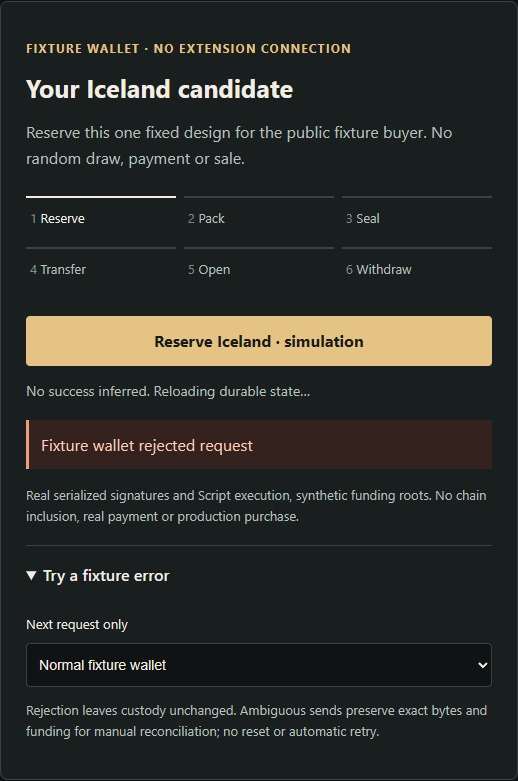 FIXTURE WALLET · NO EXTENSION CONNECTION
Your Iceland candidate
Reserve this one fixed design for the public fixture buyer. No
random draw, payment or sale.
1 Reserve
2 Pack
3 Seal
4 Transfer
5 Open
6 Withdraw
Reserve Iceland · simulation
No success inferred. Reloading durable state...
Fixture wallet rejected request
Real serialized signatures and Script execution, synthetic funding roots. No chain
inclusion, real payment or production purchase.
▼ Try a fixture error
Next request only
Normal fixture wallet
Rejection leaves custody unchanged. Ambiguous sends preserve exact bytes and
funding for manual reconciliation; no reset or automatic retry.